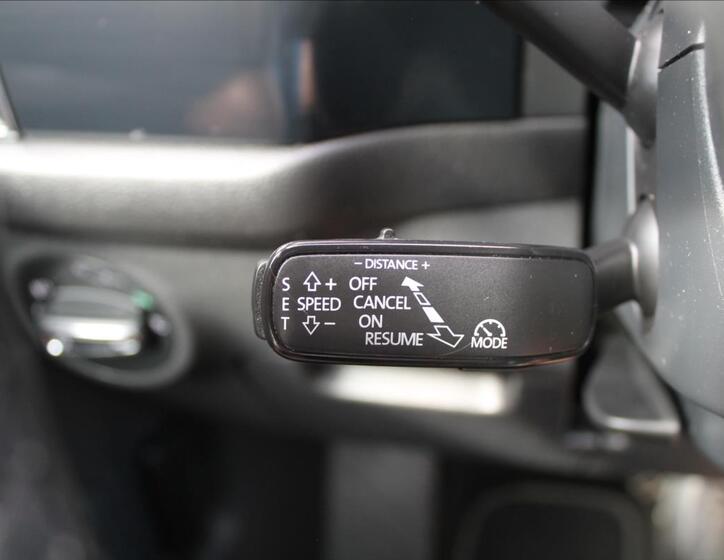 − DISTANCE +
S ⇧ + OFF
E SPEED CANCEL
T ⇩ − ON
RESUME
MODE